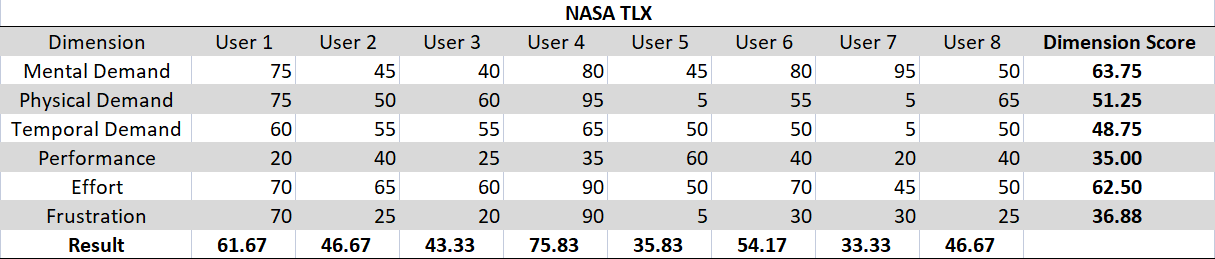 NASA TLX
Dimension User 1 User 2 User 3 User 4 User 5 User 6 User 7 User 8 Dimension Score
Mental Demand 75 45 40 80 45 80 95 50 63.75
Physical Demand 75 50 60 95 5 55 5 65 51.25
Temporal Demand 60 55 55 65 50 50 5 50 48.75
Performance 20 40 25 35 60 40 20 40 35.00
Effort 70 65 60 90 50 70 45 50 62.50
Frustration 70 25 20 90 5 30 30 25 36.88
Result 61.67 46.67 43.33 75.83 35.83 54.17 33.33 46.67